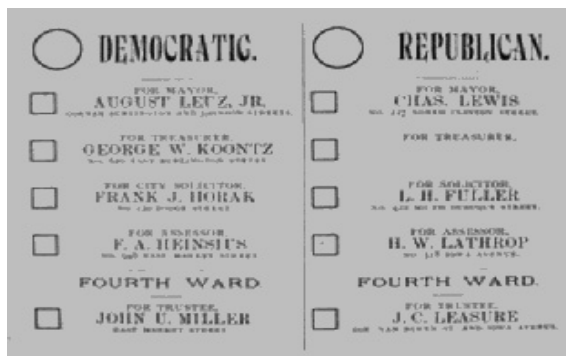 DEMOCRATIC.
FOR MAYOR,
AUGUST LEUZ, JR.
FOR TREASURER,
GEORGE W. KOONTZ
FOR CITY SOLICITOR,
FRANK J. HORAK
FOR ASSESSOR,
F. A. HEINSIUS
FOURTH WARD.
FOR TRUSTEE,
JOHN U. MILLER
EAST MARKET STREET
REPUBLICAN.
FOR MAYOR,
CHAS. LEWIS
FOR TREASURER,
FOR SOLICITOR,
L. H. FULLER
FOR ASSESSOR,
H. W. LATHROP
FOURTH WARD.
FOR TRUSTEE,
J. C. LEASURE